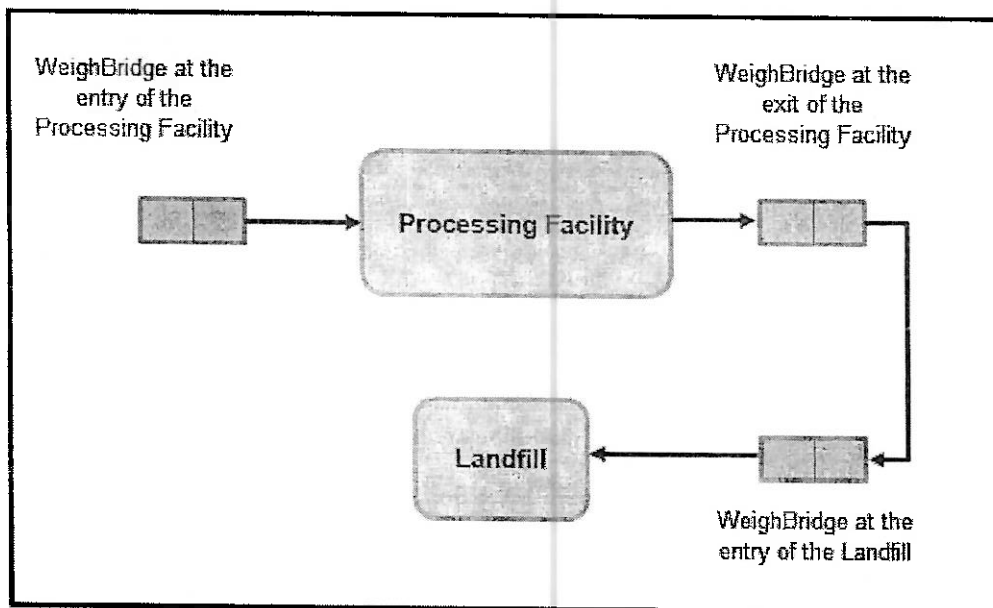 WeighBridge at the
entry of the
Processing Facility
WeighBridge at the
exit of the
Processing Facility
Processing Facility
Landfill
WeighBridge at the
entry of the Landfill